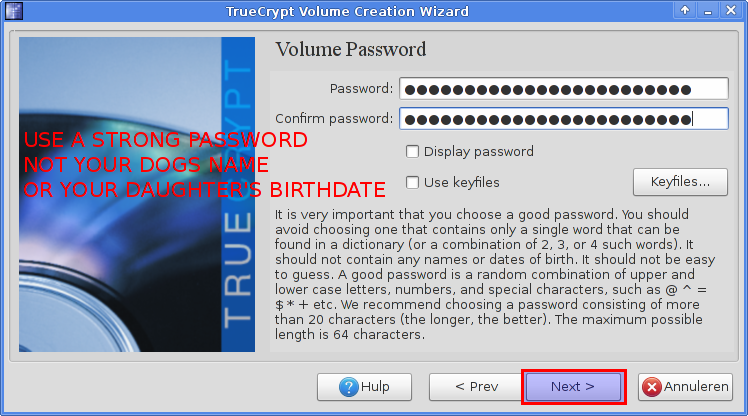 TrueCrypt Volume Creation Wizard
Volume Password
Password: ●●●●●●●●●●●●●●●●●●●●●●●●
Confirm password: ●●●●●●●●●●●●●●●●●●●●●●●●
USE A STRONG PASSWORD
NOT YOUR DOGS NAME
OR YOUR DAUGHTER'S BIRTHDATE
TRUECRYPT
Display password
Use keyfiles
Keyfiles...
It is very important that you choose a good password. You should
avoid choosing one that contains only a single word that can be
found in a dictionary (or a combination of 2, 3, or 4 such words). It
should not contain any names or dates of birth. It should not be easy
to guess. A good password is a random combination of upper and
lower case letters, numbers, and special characters, such as @ ^ =
$ * + etc. We recommend choosing a password consisting of more
than 20 characters (the longer, the better). The maximum possible
length is 64 characters.
? Hulp
< Prev
Next >
Annuleren